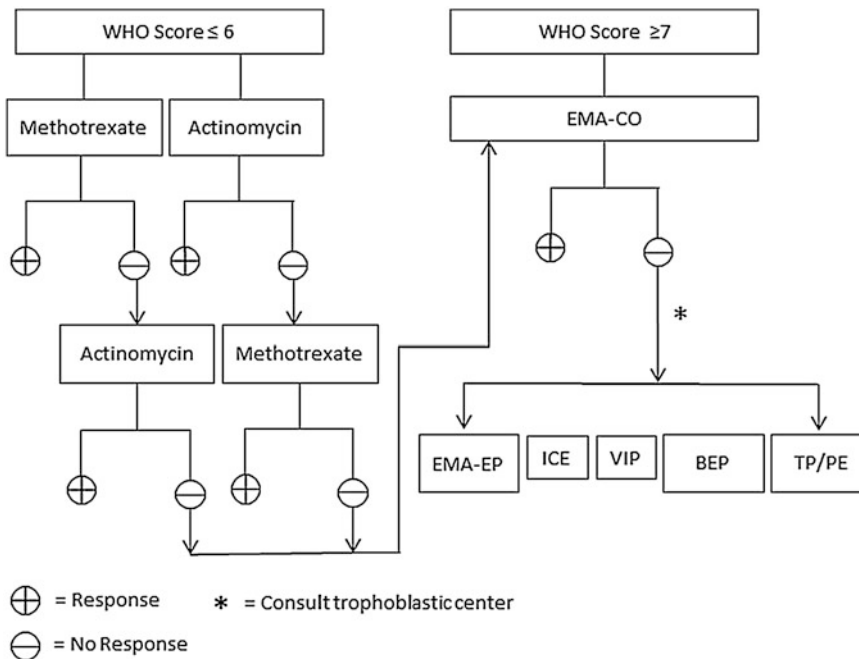 WHO Score ≤ 6
WHO Score ≥7
Methotrexate
Actinomycin
EMA-CO
Actinomycin
Methotrexate
*
EMA-EP
ICE
VIP
BEP
TP/PE
= Response
* = Consult trophoblastic center
= No Response